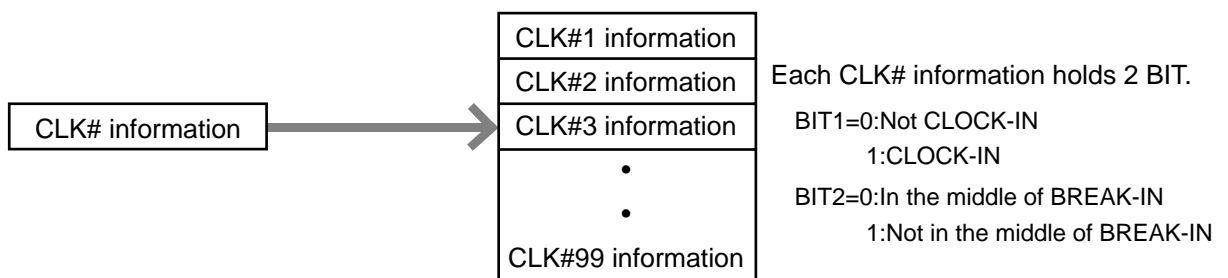 CLK# information
CLK#1 information
CLK#2 information
CLK#3 information
•
•
CLK#99 information
Each CLK# information holds 2 BIT.
BIT1=0:Not CLOCK-IN
1:CLOCK-IN
BIT2=0:In the middle of BREAK-IN
1:Not in the middle of BREAK-IN